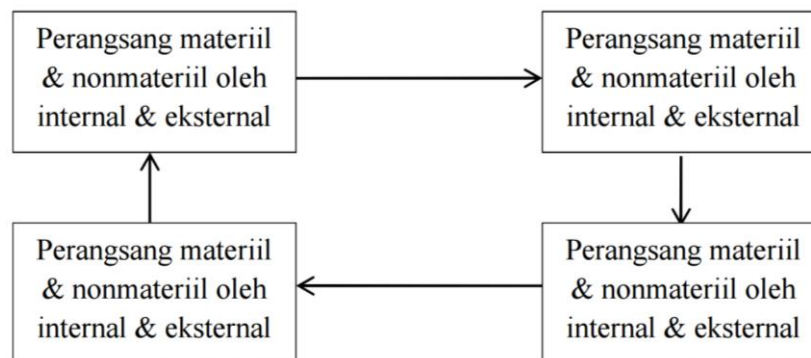 Perangsang materiil
& nonmateriil oleh
internal & eksternal
Perangsang materiil
& nonmateriil oleh
internal & eksternal
Perangsang materiil
& nonmateriil oleh
internal & eksternal
Perangsang materiil
& nonmateriil oleh
internal & eksternal